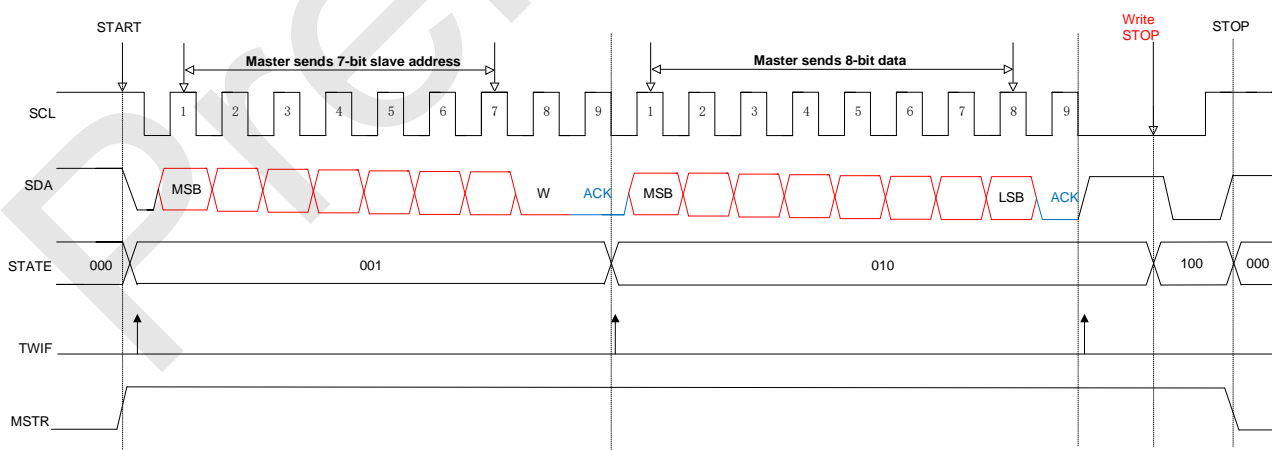 START
Write
STOP
STOP
Master sends 7-bit slave address
Master sends 8-bit data
SCL
1 2 3 4 5 6 7 8 9 1 2 3 4 5 6 7 8 9
SDA
MSB W ACK MSB LSB ACK
STATE 000 001 010 100 000
TWIF
MSTR